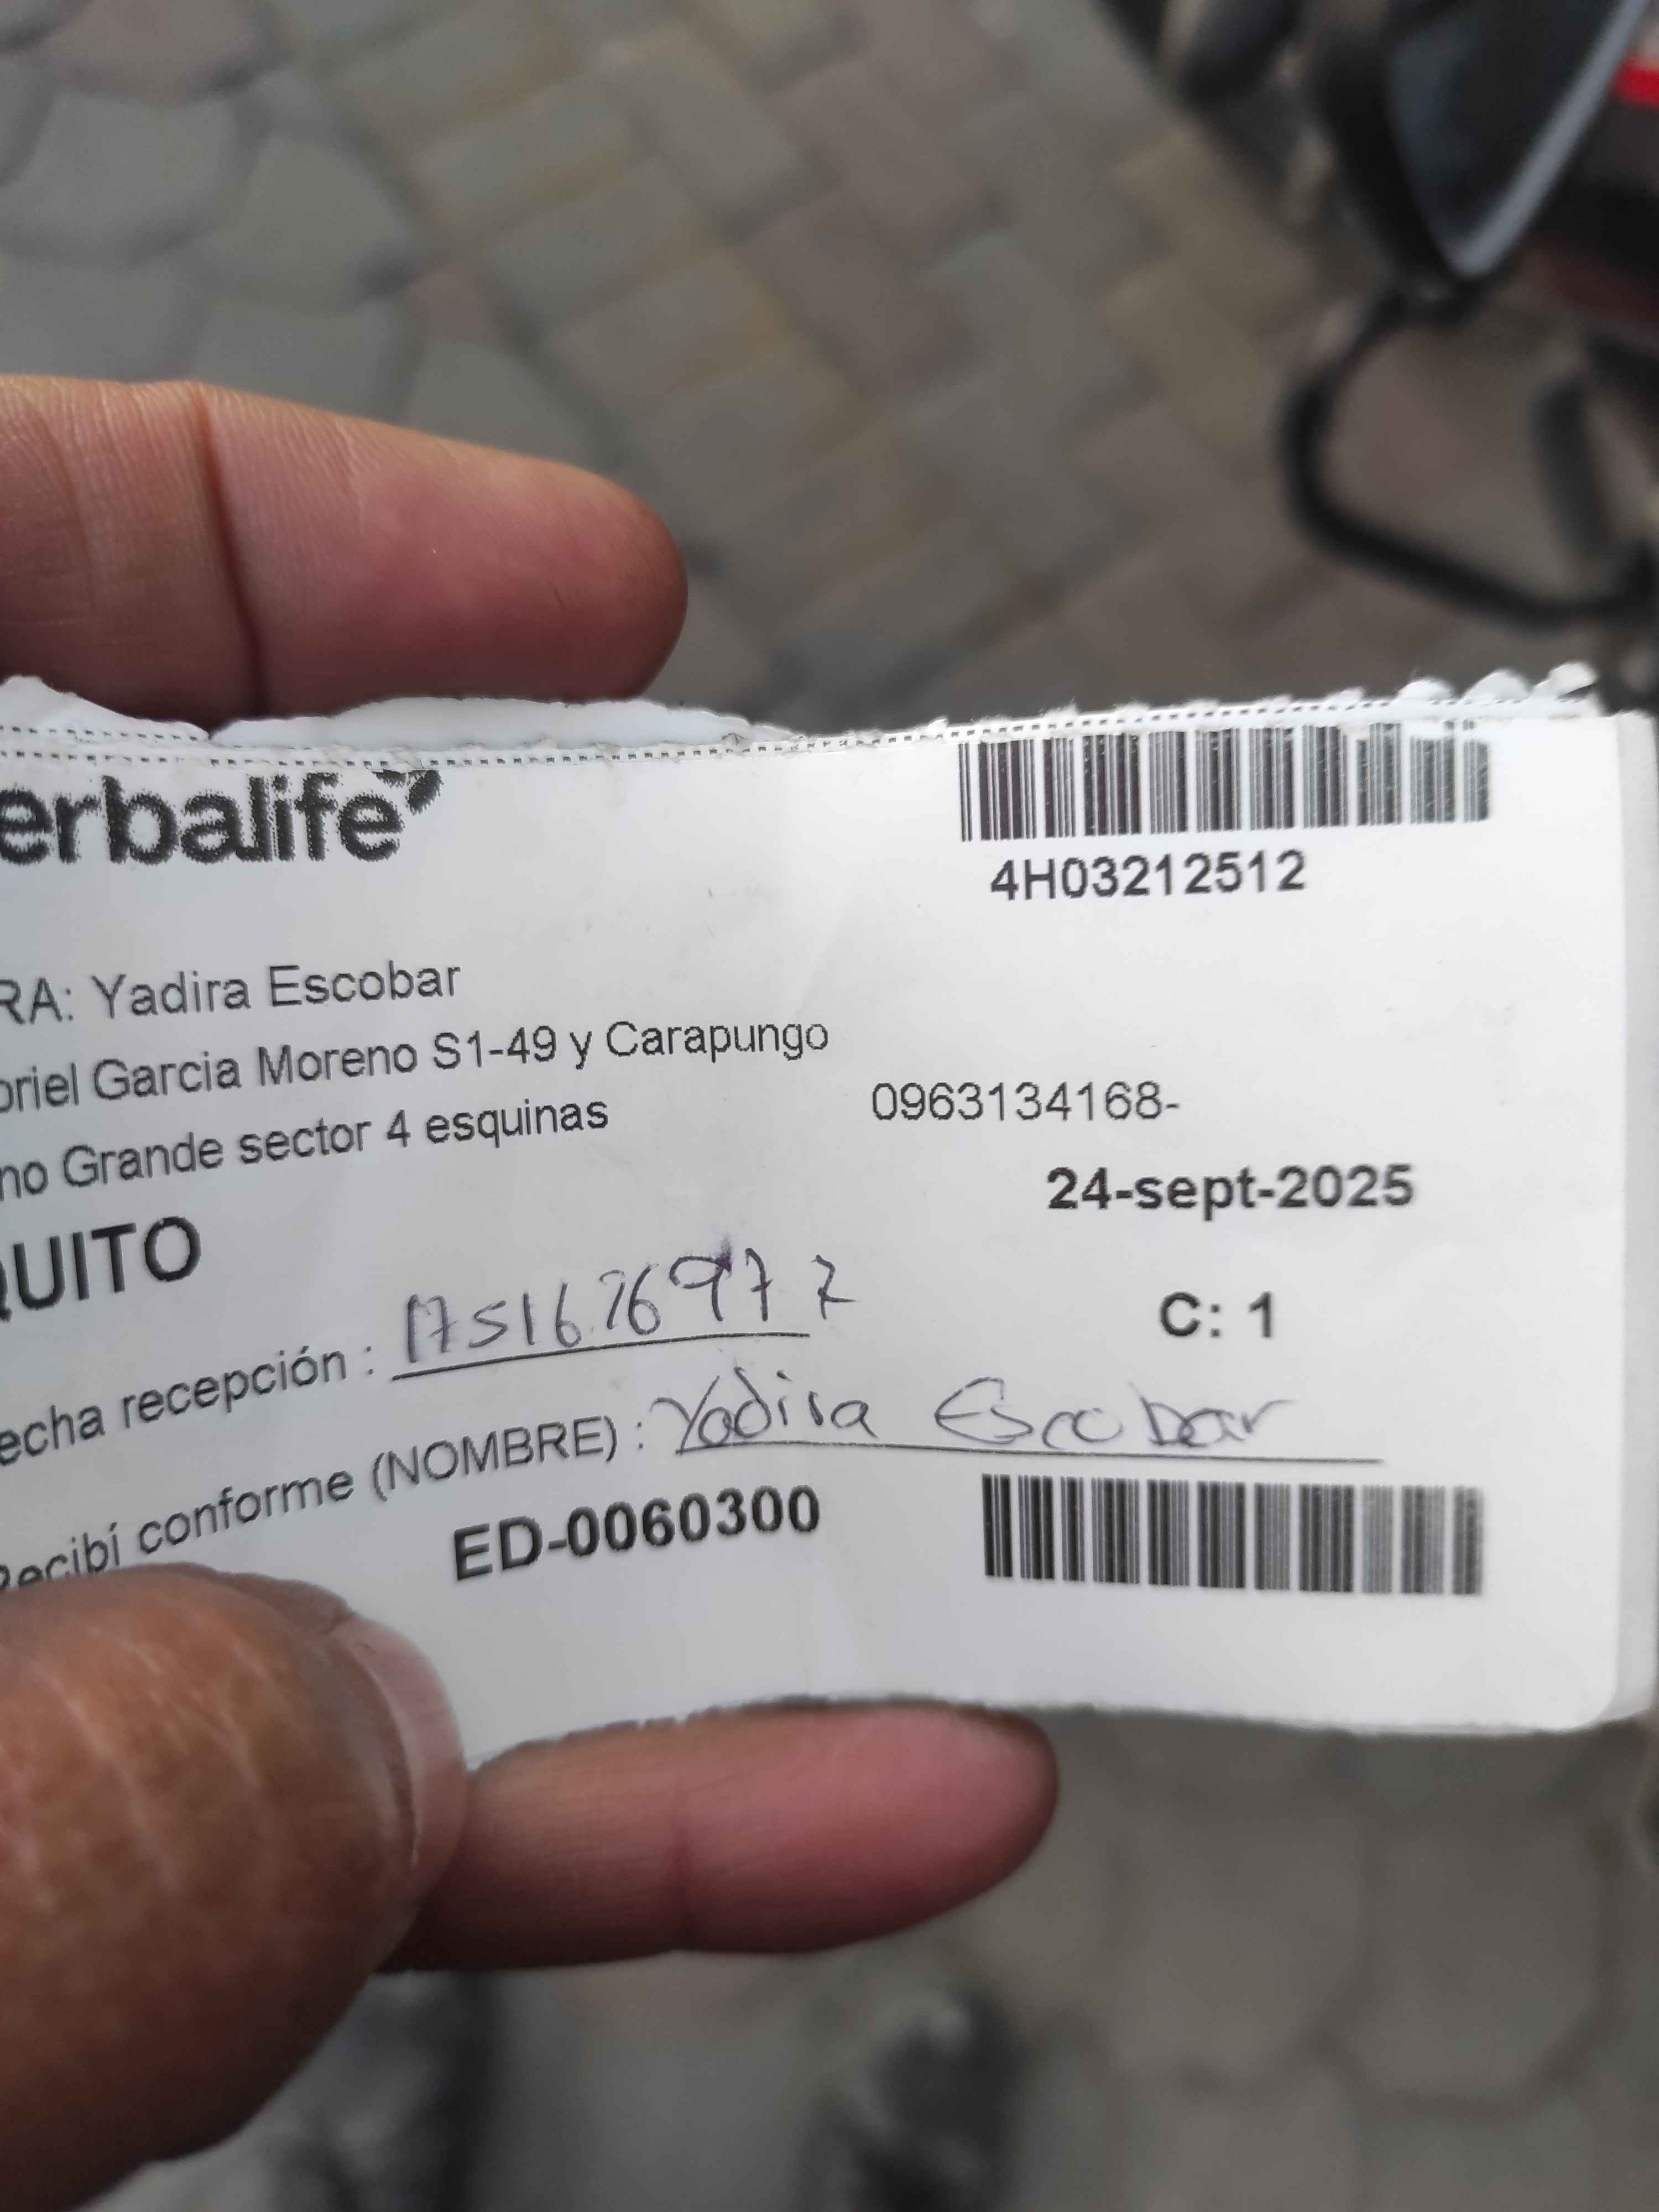 erbalife
4H03212512
RA: Yadira Escobar
briel Garcia Moreno S1-49 y Carapungo
no Grande sector 4 esquinas
0963134168-
24-sept-2025
QUITO
C: 1
echa recepción :
Recibí conforme (NOMBRE) : Yadira Escobar
ED-0060300